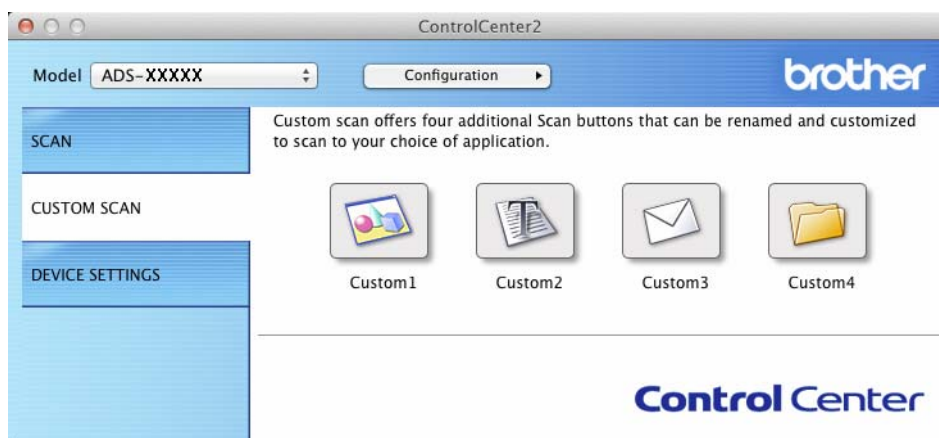 ControlCenter2
Model ADS-XXXXX Configuration brother
SCAN
Custom scan offers four additional Scan buttons that can be renamed and customized
to scan to your choice of application.
CUSTOM SCAN
DEVICE SETTINGS
T
Custom1 Custom2 Custom3 Custom4
Control Center